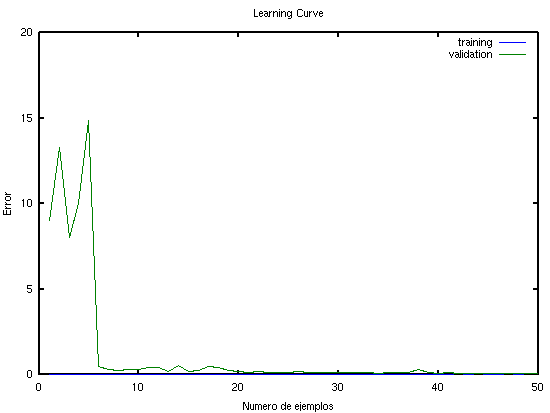 Learning Curve
training
validation
20
15
10
5
0
Error
0
10
20
30
40
50
Numero de ejemplos